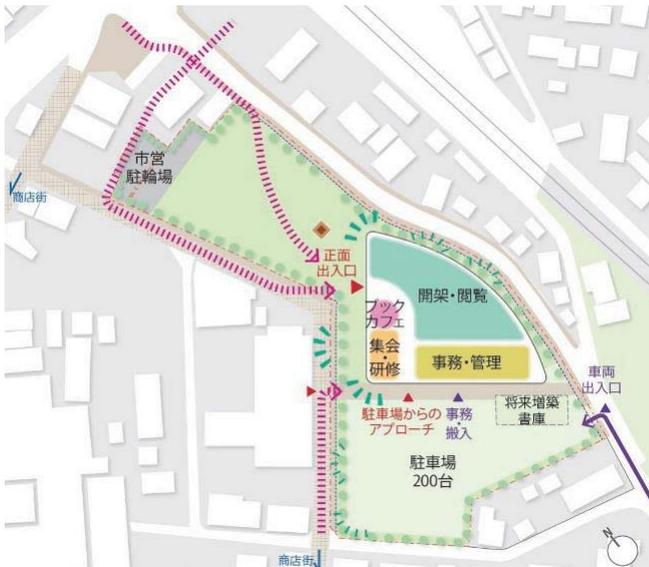 市営
駐輪場
商店街
正面
出入口
開架・閲覧
ブック
カフェ
集会
・
研修
事務・管理
車両
出入口
駐車場からの
アプローチ
事務
・
搬入
将来増築
書庫
駐車場
200台
商店街
N